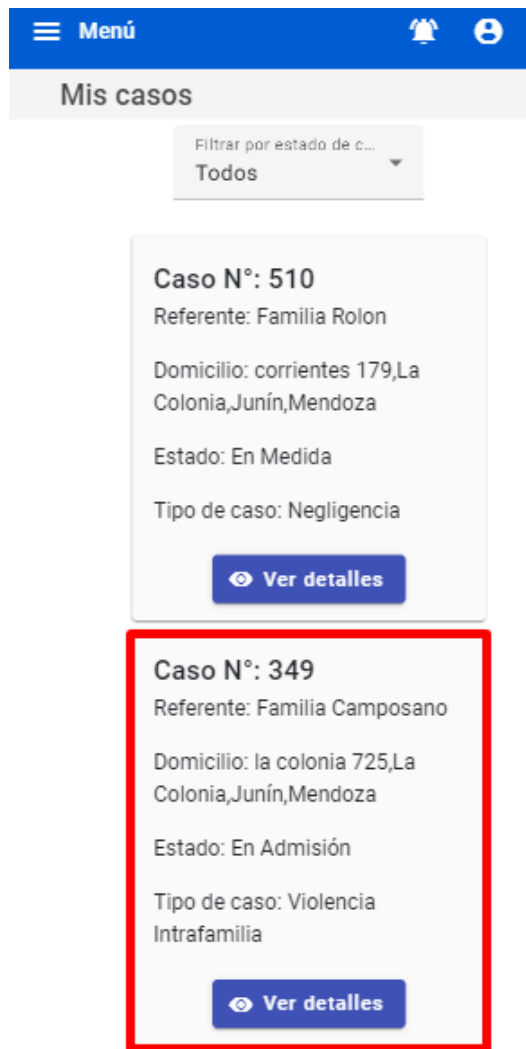 Menú
Mis casos
Filtrar por estado de c...
Todos
Caso N°: 510
Referente: Familia Rolon
Domicilio: corrientes 179,La
Colonia,Junín,Mendoza
Estado: En Medida
Tipo de caso: Negligencia
Ver detalles
Caso N°: 349
Referente: Familia Camposano
Domicilio: la colonia 725,La
Colonia,Junín,Mendoza
Estado: En Admisión
Tipo de caso: Violencia
Intrafamilia
Ver detalles